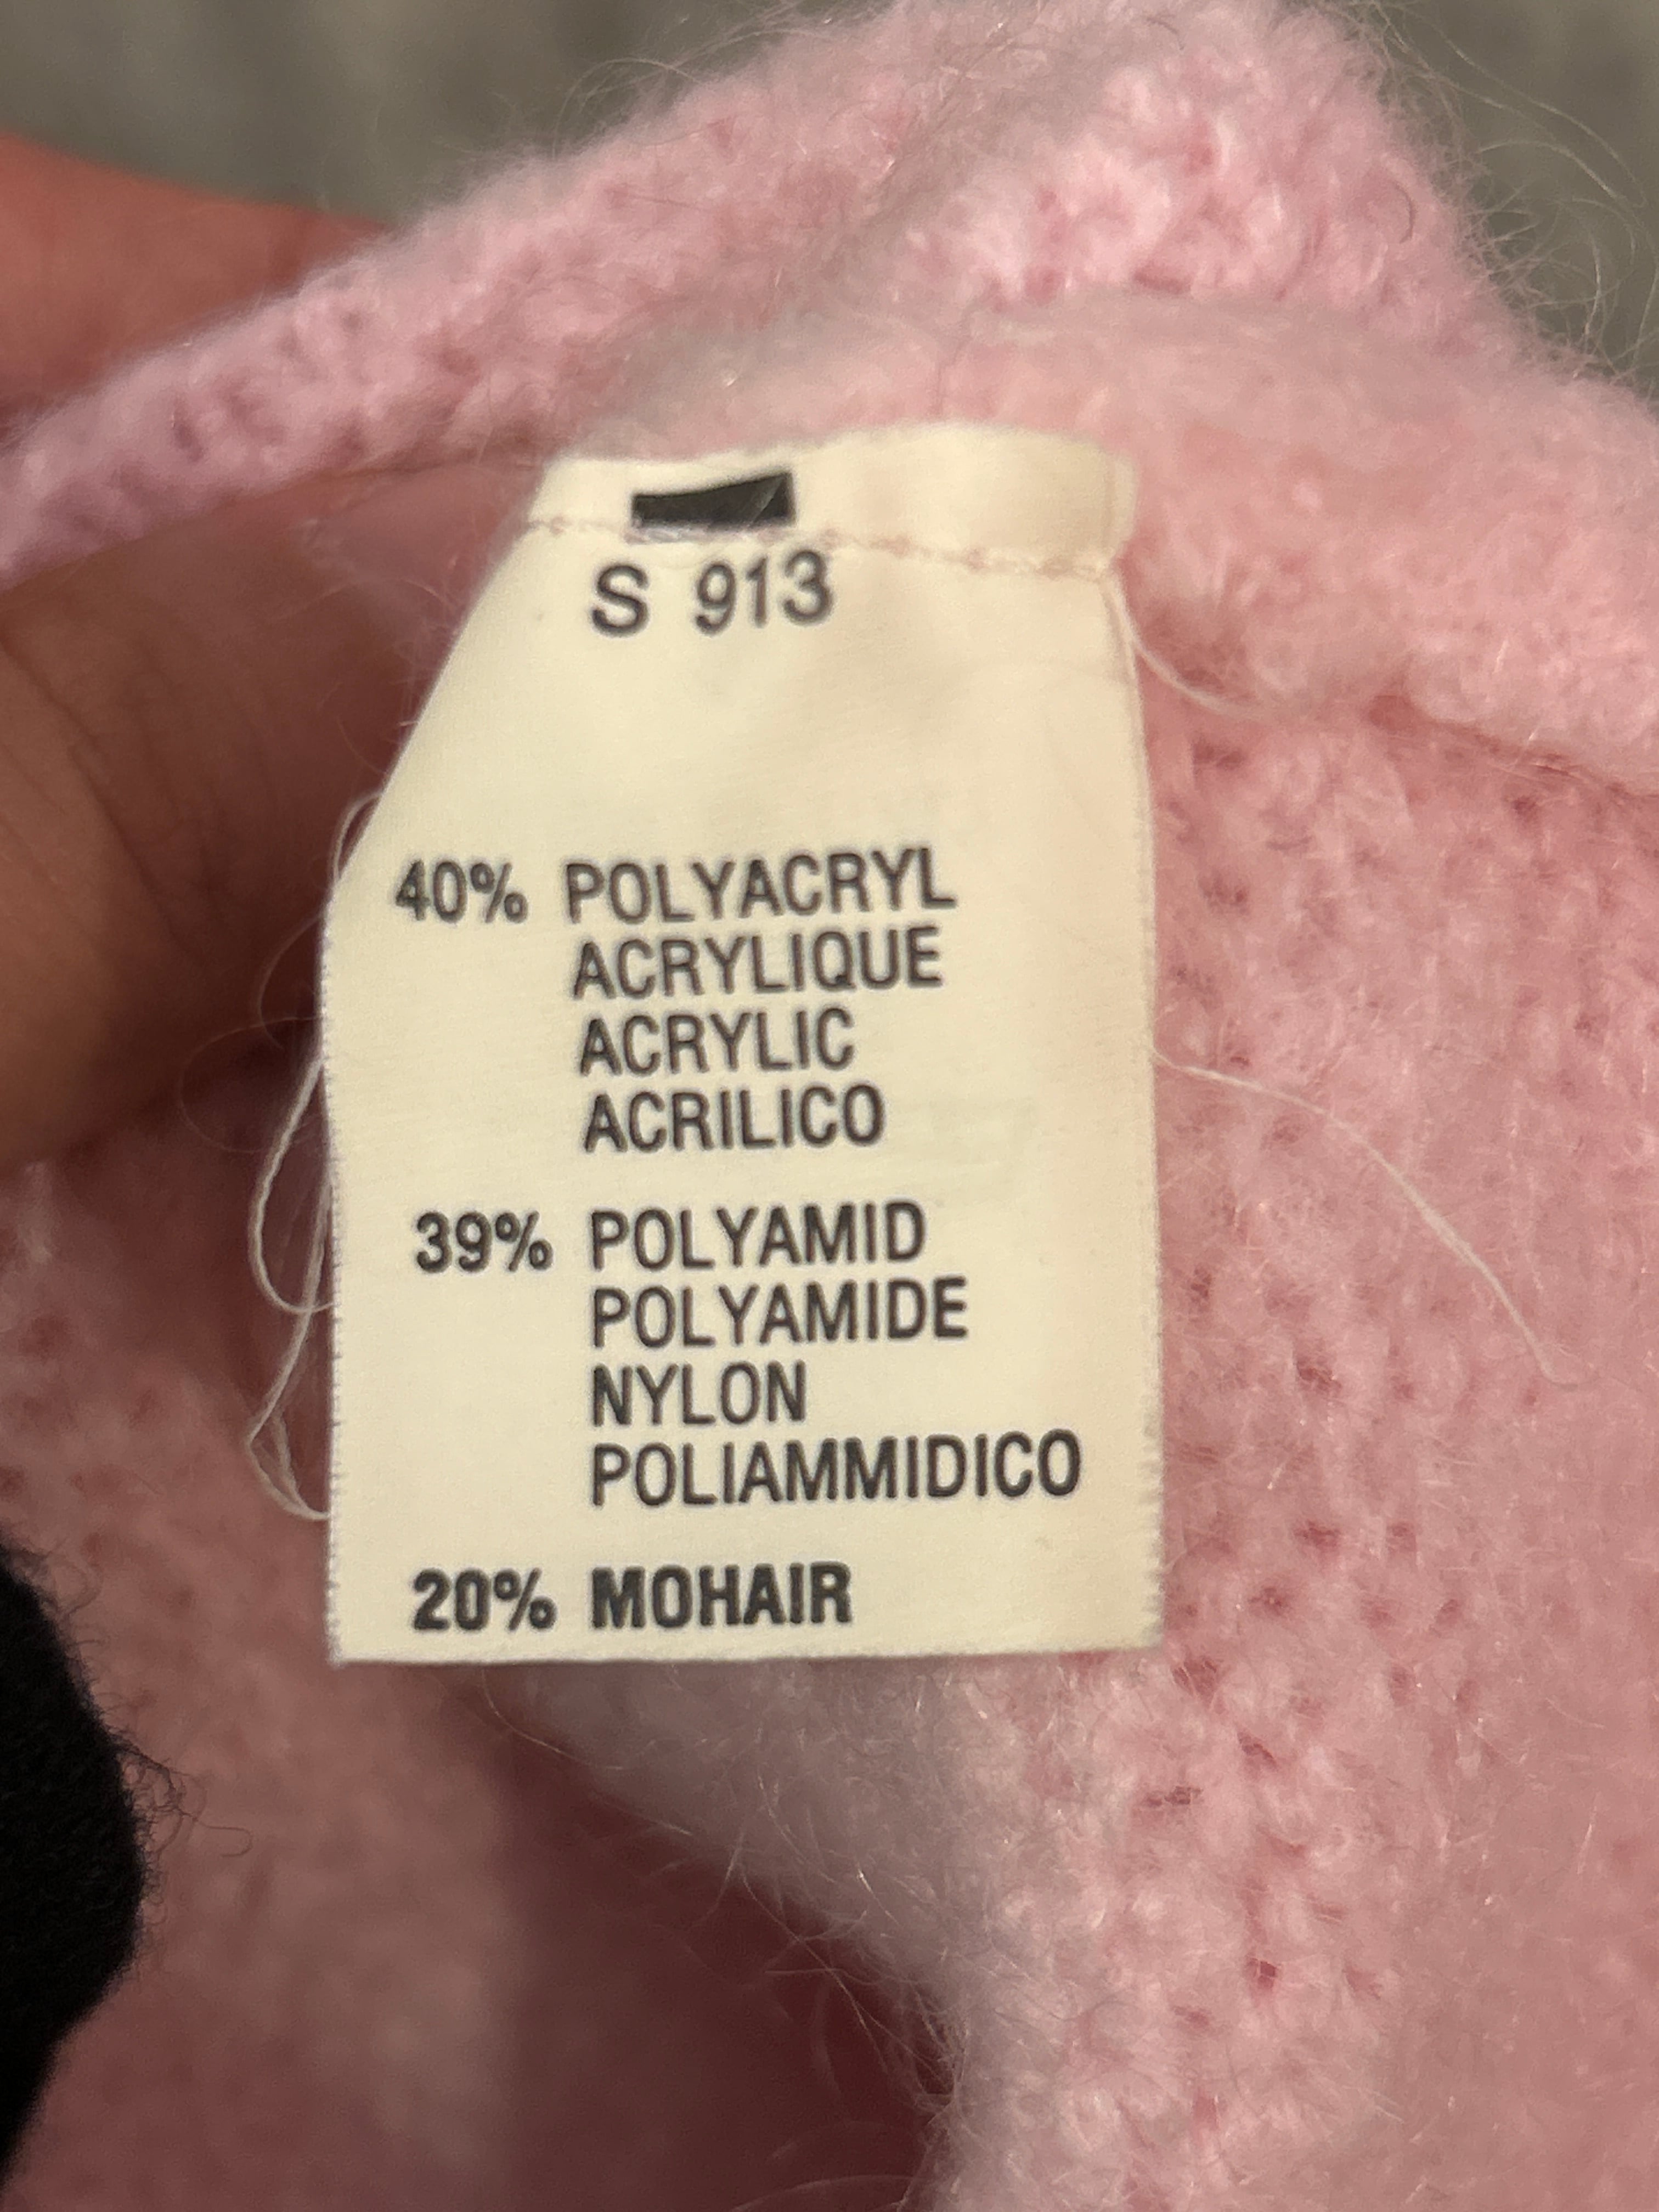 S 913
40% POLYACRYL
ACRYLIQUE
ACRYLIC
ACRILICO
39% POLYAMID
POLYAMIDE
NYLON
POLIAMMIDICO
20% MOHAIR